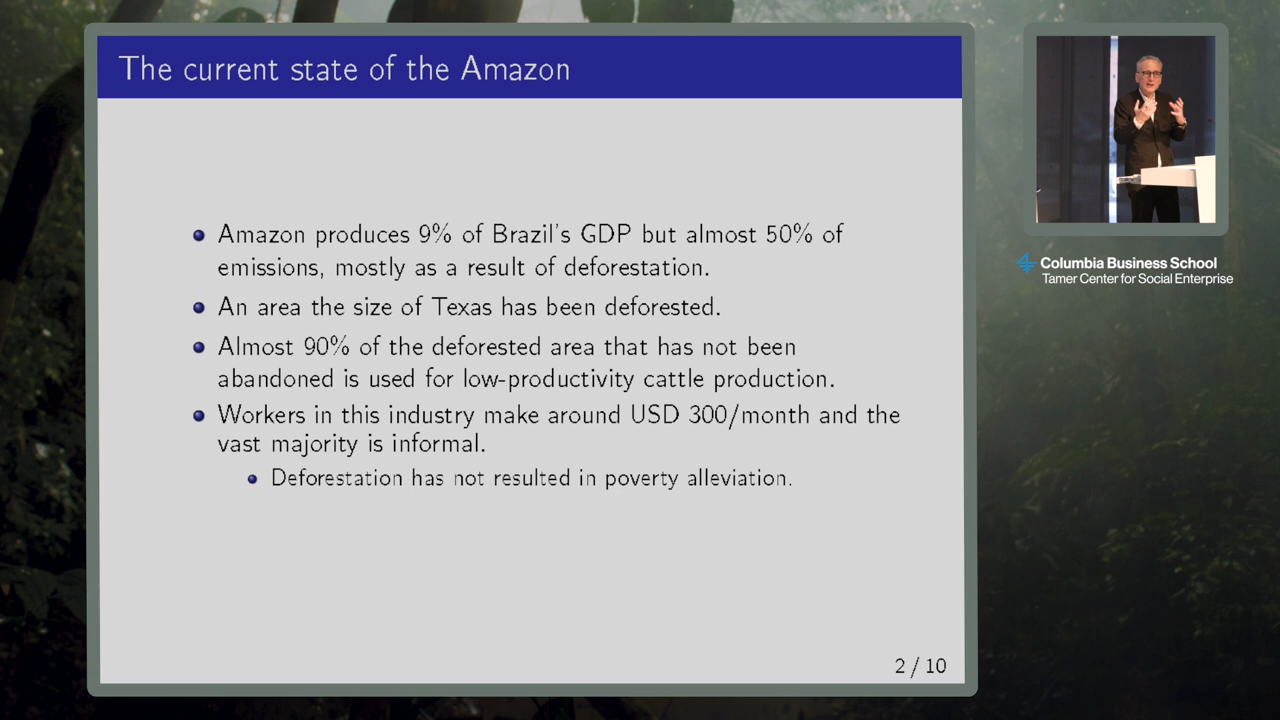 The current state of the Amazon
Amazon produces 9% of Brazil's GDP but almost 50% of
emissions, mostly as a result of deforestation.
An area the size of Texas has been deforested.
Almost 90% of the deforested area that has not been
abandoned is used for low-productivity cattle production.
Workers in this industry make around USD 300/month and the
vast majority is informal.
Deforestation has not resulted in poverty alleviation.
2 / 10
Columbia Business School
Tamer Center for Social Enterprise